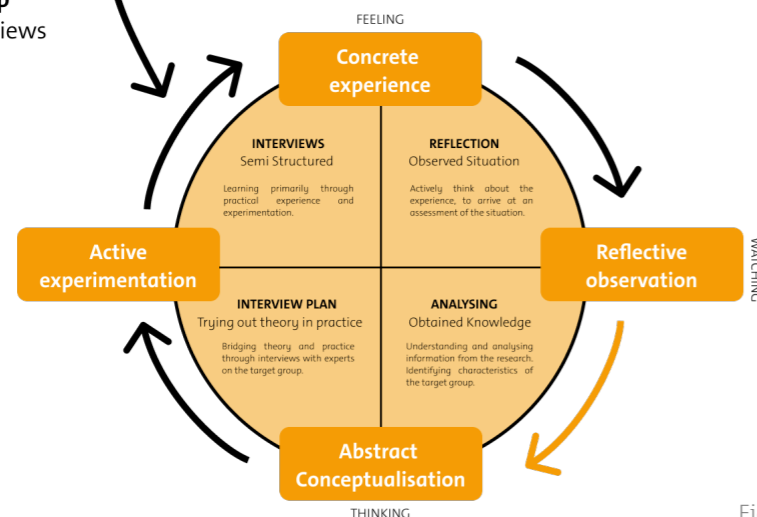 iews
FEELING
Concrete
experience
INTERVIEWS
Semi Structured
Learning primarily through
practical experience and
experimentation.
REFLECTION
Observed Situation
Actively think about the
experience, to arrive at an
assessment of the situation.
Active
experimentation
Reflective
observation
WATCHING
INTERVIEW PLAN
Trying out theory in practice
Bridging theory and practice
through interviews with experts
on the target group.
ANALYSING
Obtained Knowledge
Understanding and analysing
information from the research.
Identifying characteristics of
the target group.
Abstract
Conceptualisation
THINKING
Fi